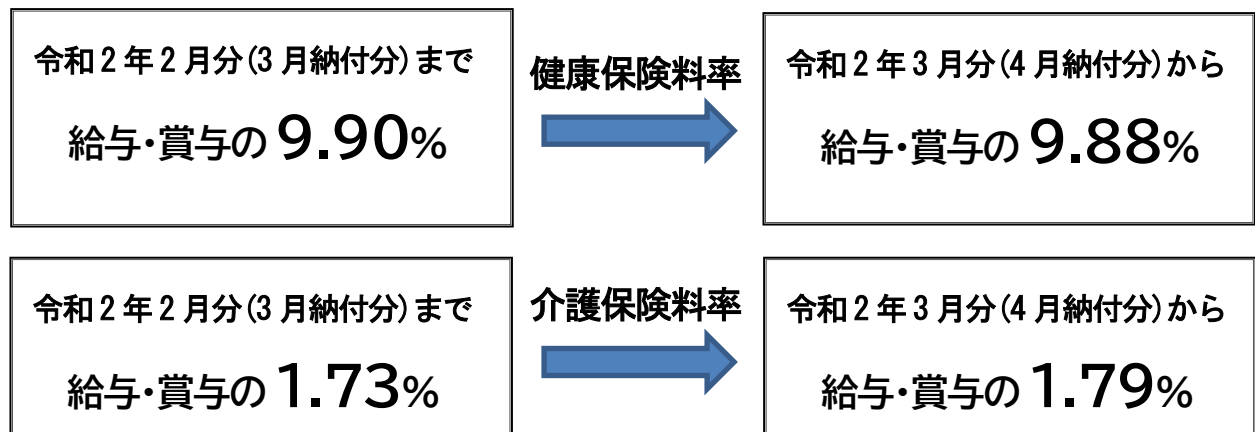 令和2年2月分(3月納付分)まで
給与・賞与の 9.90%
健康保険料率
令和2年3月分(4月納付分)から
給与・賞与の 9.88%
令和2年2月分(3月納付分)まで
給与・賞与の 1.73%
介護保険料率
令和2年3月分(4月納付分)から
給与・賞与の 1.79%